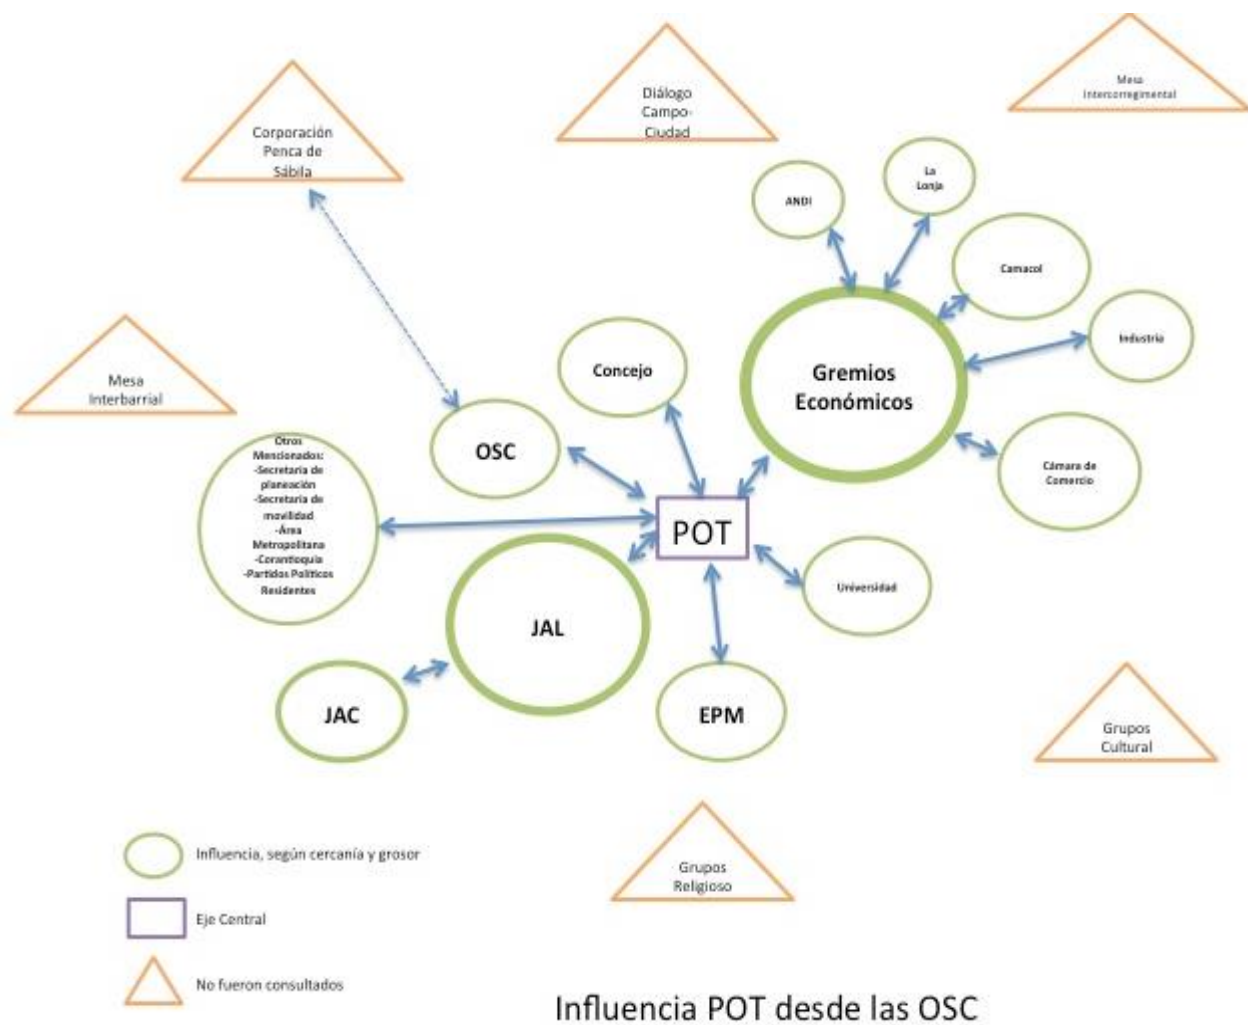 Mesa
Intercorregimental
Diálogo
Campo-
Ciudad
Corporación
Penca de
Sábila
La
Lonja
ANDI
Camacol
Industria
Concejo
Gremios
Económicos
Mesa
Interbarrial
OSC
Cámara de
Comercio
Otros
Mencionados:
-Secretaria de
planeación
-Secretaria de
movilidad
-Área
Metropolitana
-Corantioquia
-Partidos Políticos
Residentes
POT
Universidad
JAL
JAC
EPM
Grupos
Cultural
Grupos
Religioso
Influencia, según cercanía y grosor
Eje Central
No fueron consultados
Influencia POT desde las OSC